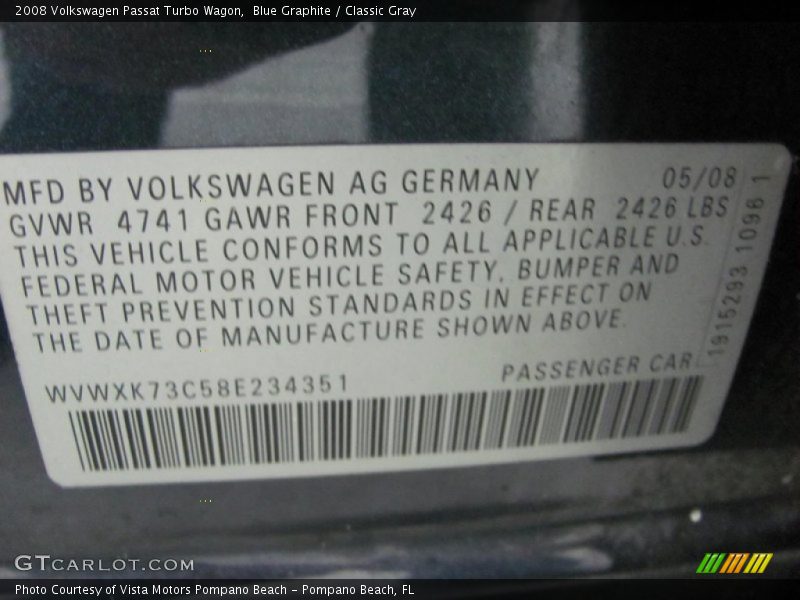 2008 Volkswagen Passat Turbo Wagon,  Blue Graphite / Classic Gray
MFD BY VOLKSWAGEN AG GERMANY 05/08
GVWR 4741 GAWR FRONT 2426 / REAR 2426 LBS
THIS VEHICLE CONFORMS TO ALL APPLICABLE U.S.
FEDERAL MOTOR VEHICLE SAFETY, BUMPER AND
THEFT PREVENTION STANDARDS IN EFFECT ON
THE DATE OF MANUFACTURE SHOWN ABOVE.
WVWXK73C58E234351 PASSENGER CAR
1915293 1096 1
GTCARLOT.COM
Photo Courtesy of Vista Motors Pompano Beach - Pompano Beach, FL